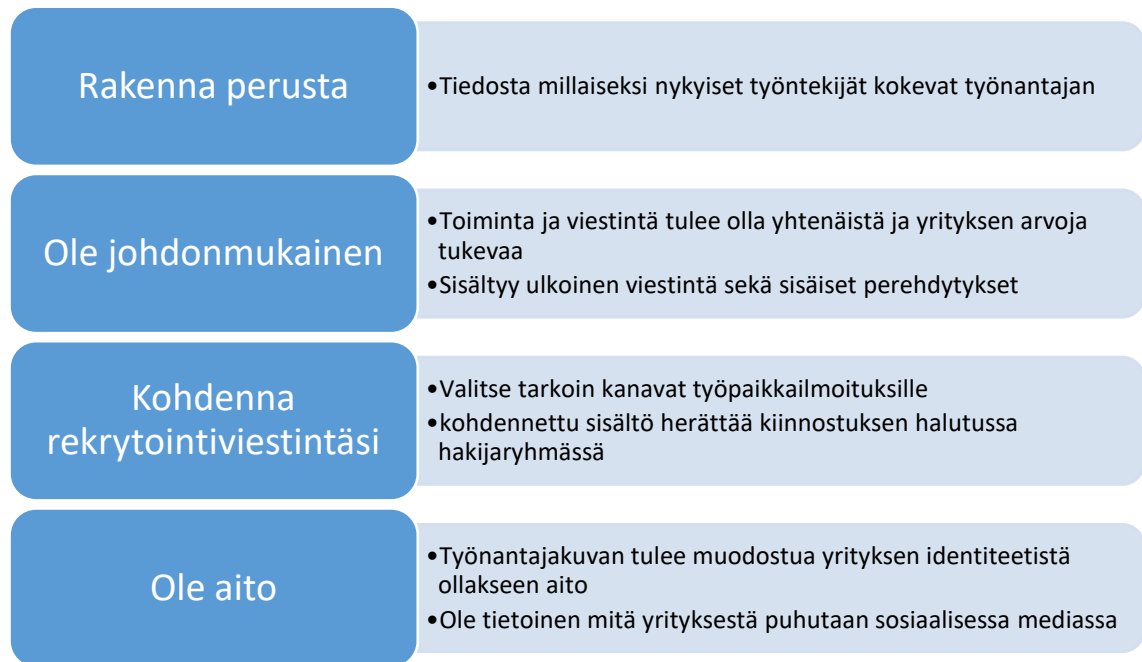 Rakenna perusta
•Tiedosta millaiseksi nykyiset työntekijät kokevat työnantajan
Ole johdonmukainen
•Toiminta ja viestintä tulee olla yhtenäistä ja yrityksen arvoja
tukevaa
•Sisältyy ulkoinen viestintä sekä sisäiset perehdytykset
Kohdenna
rekrytointiviestintäsi
•Valitse tarkoin kanavat työpaikkailmoituksille
•kohdennettu sisältö herättää kiinnostuksen halutussa
hakijaryhmässä
Ole aito
•Työnantajakuvan tulee muodostua yrityksen identiteetistä
ollakseen aito
•Ole tietoinen mitä yrityksestä puhutaan sosiaalisessa mediassa